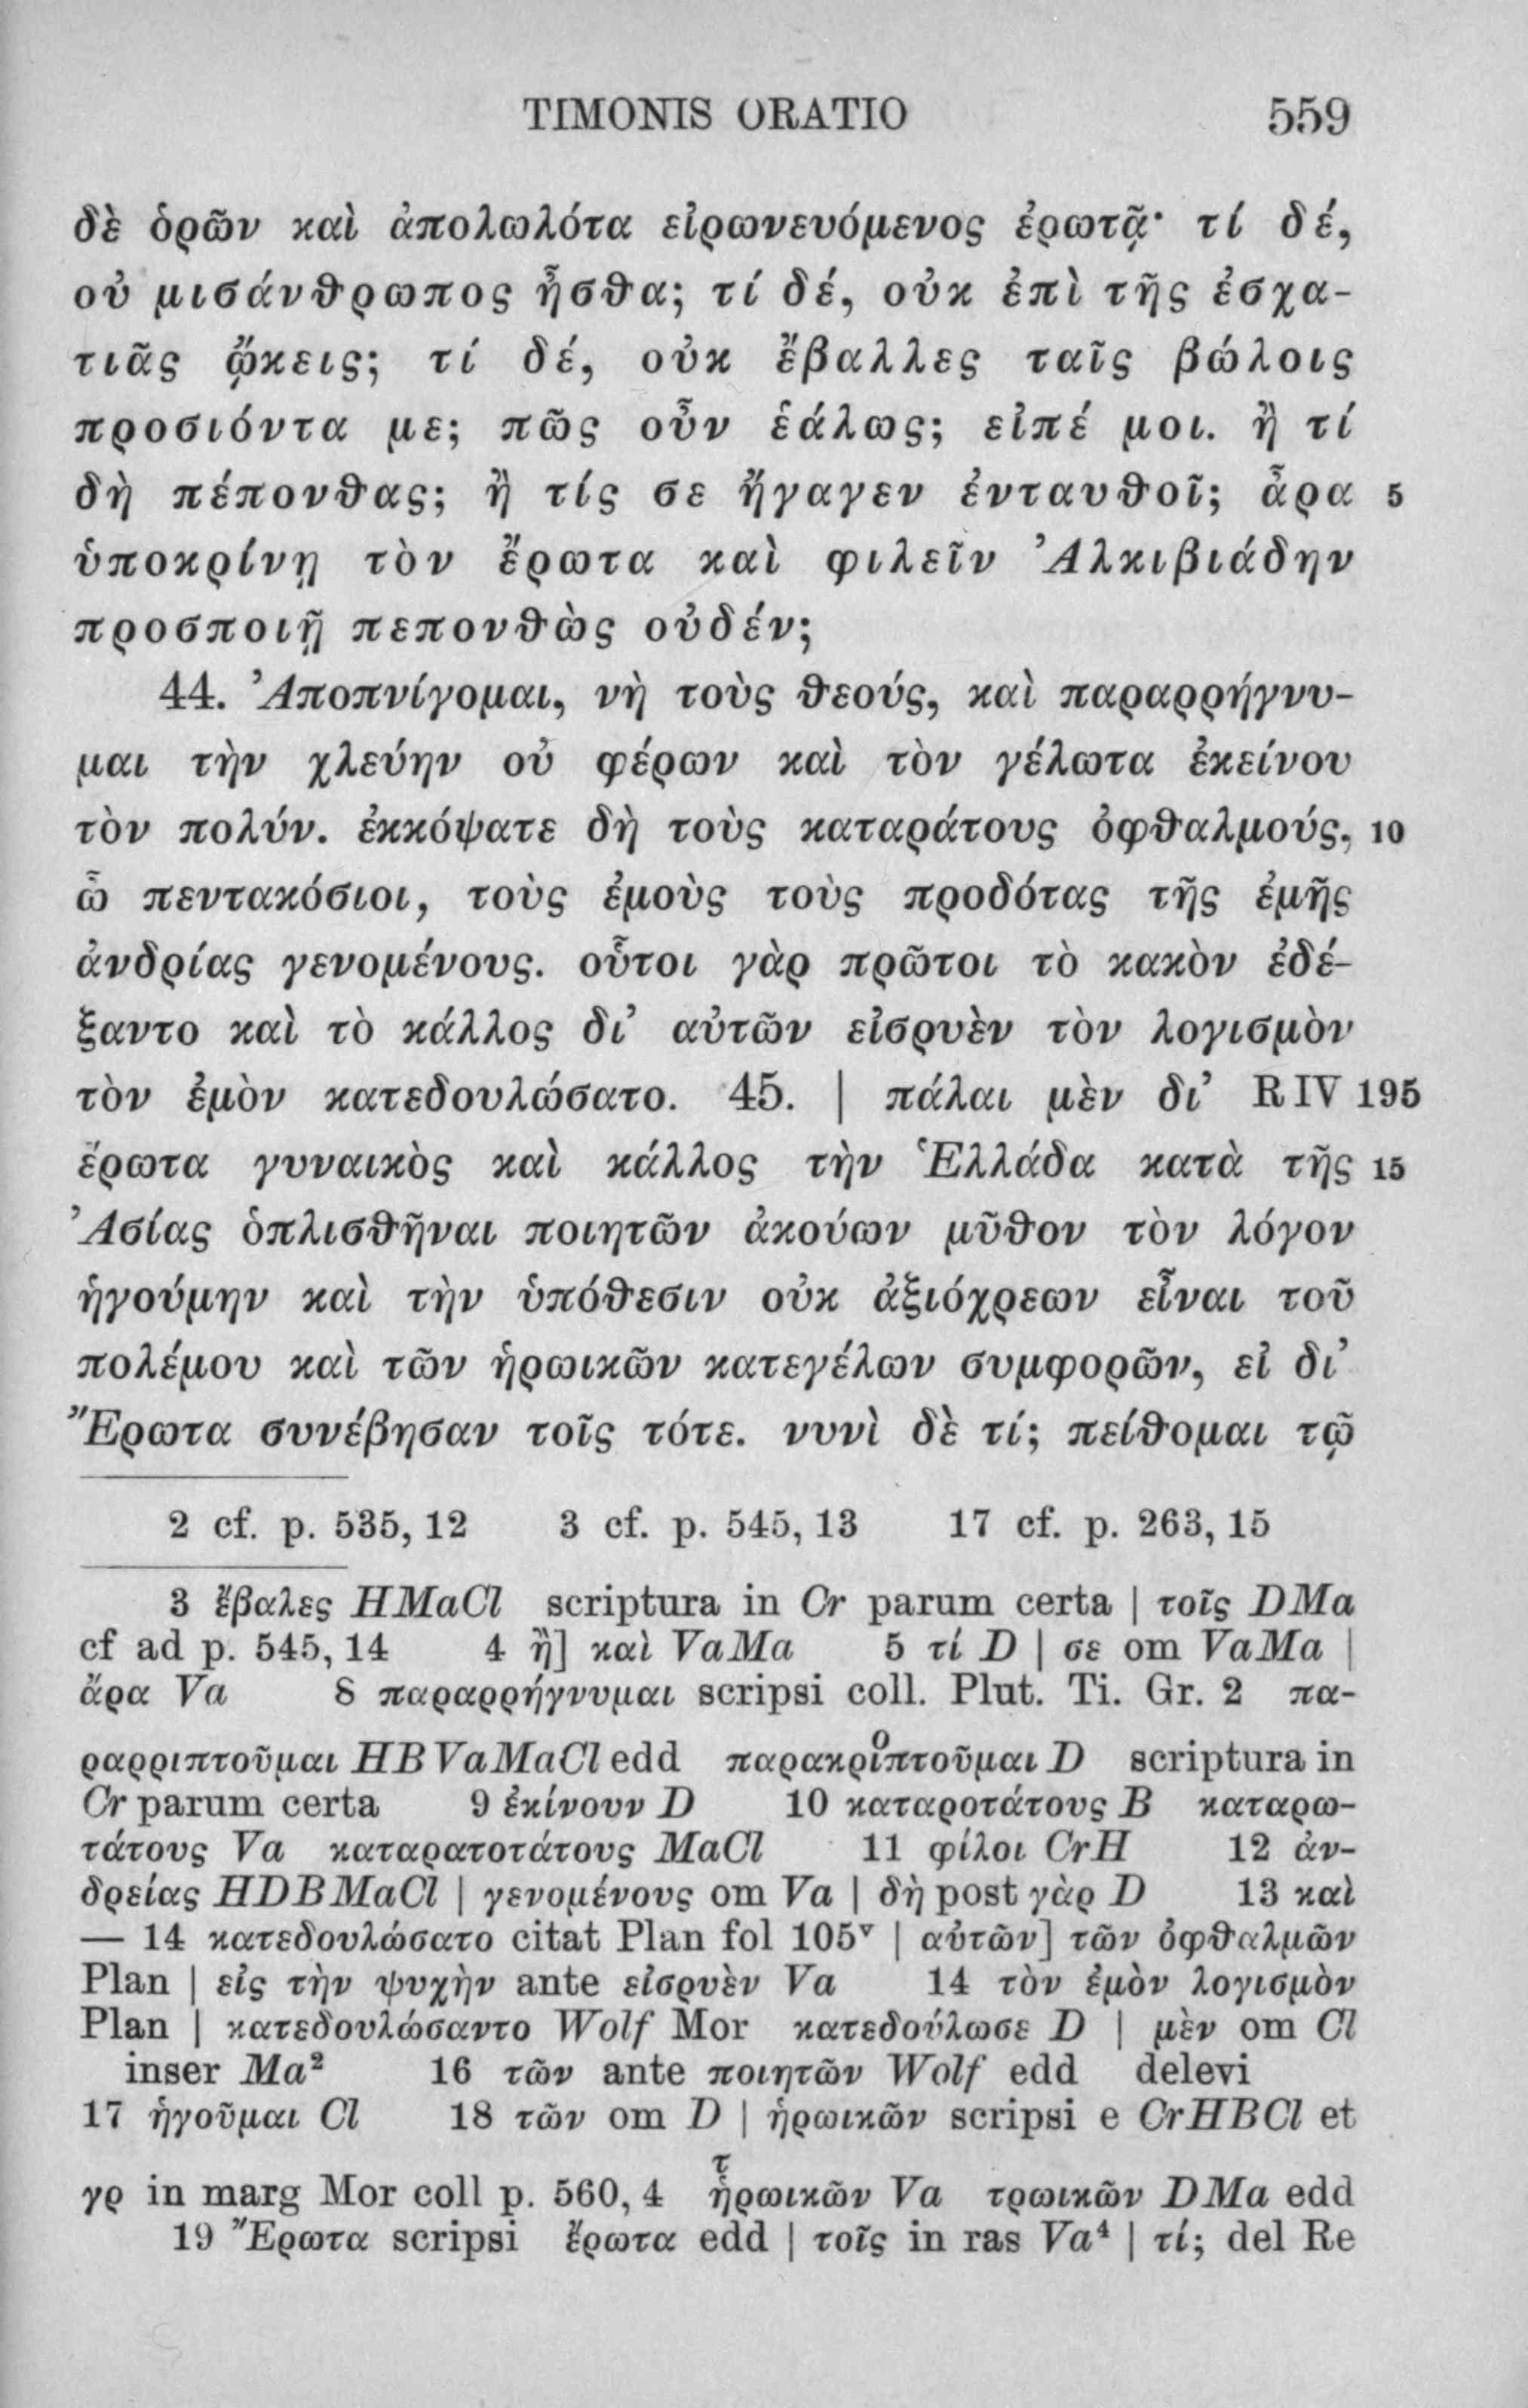 TIMONIS ORATIO 559
δὲ ὁρῶν καὶ ἀπολωλότα εἰρωνευόμενος ἐρωτᾷ· τί δέ,
οὐ μισάνθρωπος ἦσθα; τί δέ, οὐκ ἐπὶ τῆς ἐσχα-
τιᾶς ᾤκεις; τί δέ, οὐκ ἔβαλλες ταῖς βώλοις
προσιόντα με; πῶς οὖν ἑάλως; εἰπέ μοι. ἢ τί
δὴ πέπονθας; ἢ τίς σε ἤγαγεν ἐνταυθοῖ; ἆρα 5
ὑποκρίνῃ τὸν ἔρωτα καὶ φιλεῖν Ἀλκιβιάδην
προσποιῇ πεπονθὼς οὐδέν;
44. Ἀποπνίγομαι, νὴ τοὺς θεούς, καὶ παραρρήγνυ-
μαι τὴν χλεύην οὐ φέρων καὶ τὸν γέλωτα ἐκείνου
τὸν πολύν. ἐκκόψατε δὴ τοὺς καταράτους ὀφθαλμούς, 10
ὦ πεντακόσιοι, τοὺς ἐμοὺς τοὺς προδότας τῆς ἐμῆς
ἀνδρίας γενομένους. οὗτοι γὰρ πρῶτοι τὸ κακὸν ἐδέ-
ξαντο καὶ τὸ κάλλος δι’ αὐτῶν εἰσρυὲν τὸν λογισμὸν
τὸν ἐμὸν κατεδουλώσατο. 45. | πάλαι μὲν δι’ R IV 195
ἔρωτα γυναικὸς καὶ κάλλος τὴν Ἑλλάδα κατὰ τῆς 15
Ἀσίας ὁπλισθῆναι ποιητῶν ἀκούων μῦθον τὸν λόγον
ἡγούμην καὶ τὴν ὑπόθεσιν οὐκ ἀξιόχρεων εἶναι τοῦ
πολέμου καὶ τῶν ἡρωικῶν κατεγέλων συμφορῶν, εἰ δι’
Ἔρωτα συνέβησαν τοῖς τότε. νυνὶ δὲ τί; πείθομαι τῷ
2 cf. p. 535, 12 3 cf. p. 545, 13 17 cf. p. 263, 15
3 ἔβαλες HMaCl scriptura in Cr parum certa | τοῖς DMa
cf ad p. 545, 14 4 ἢ] καὶ VaMa 5 τί D | σε om VaMa |
ἄρα Va 8 παραρρήγνυμαι scripsi coll. Plut. Ti. Gr. 2 πα-
ραρριπτοῦμαι HBVaMaCl edd παρακρⁱοπτοῦμαι D scriptura in
Cr parum certa 9 ἐκίνουν D 10 καταροτάτους B καταρω-
τάτους Va καταρατοτάτους MaCl 11 φίλοι CrH 12 ἀν-
δρείας HDBMaCl | γενομένους om Va | δὴ post γὰρ D 13 καὶ
— 14 κατεδουλώσατο citat Plan fol 105ᵛ | αὐτῶν] τῶν ὀφθαλμῶν
Plan | εἰς τὴν ψυχὴν ante εἰσρυὲν Va 14 τὸν ἐμὸν λογισμὸν
Plan | κατεδουλώσαντο Wolf Mor κατεδούλωσε D | μὲν om Cl
inser Ma² 16 τῶν ante ποιητῶν Wolf edd delevi
17 ἡγοῦμαι Cl 18 τῶν om D | ἡρωικῶν scripsi e CrHBCl et
γρ in marg Mor coll p. 560, 4 τ ἡρωικῶν Va τρωικῶν DMa edd
19 Ἔρωτα scripsi ἔρωτα edd | τοῖς in ras Va⁴ | τί; del Re